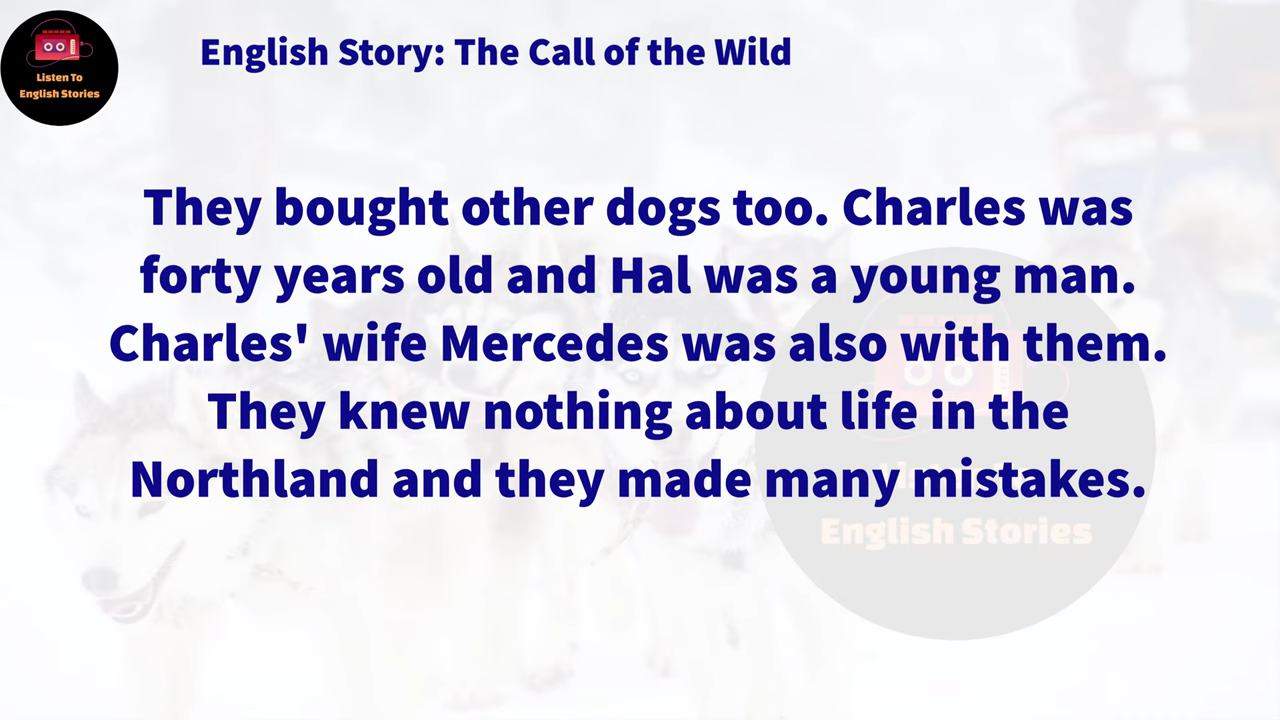 Listen To
English Stories
English Story: The Call of the Wild
They bought other dogs too. Charles was
forty years old and Hal was a young man.
Charles' wife Mercedes was also with them.
They knew nothing about life in the
Northland and they made many mistakes.
English Stories